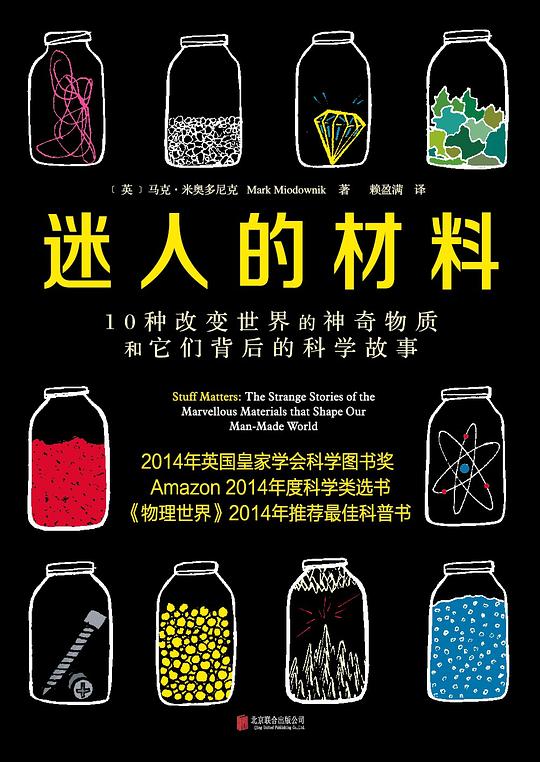 〔英〕马克·米奥多尼克 Mark Miodownik 著 赖盈满 译
迷人的材料
10种改变世界的神奇物质
和它们背后的科学故事
Stuff Matters: The Strange Stories of the
Marvellous Materials that Shape Our
Man-Made World
2014年英国皇家学会科学图书奖
Amazon 2014年度科学类选书
《物理世界》2014年推荐最佳科普书
北京联合出版公司
Beijing United Publishing Co.,Ltd.